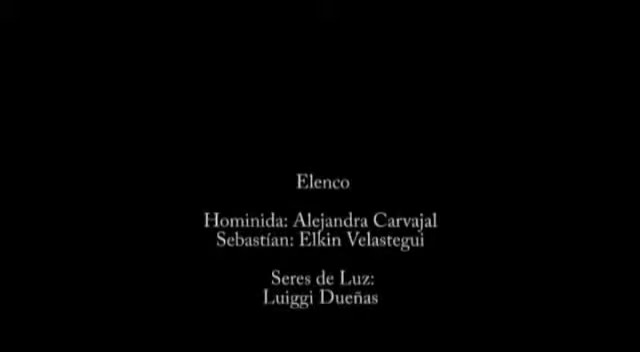 Elenco
Hominida: Alejandra Carvajal
Sebastían: Elkin Velastegui
Seres de Luz:
Luiggi Dueñas